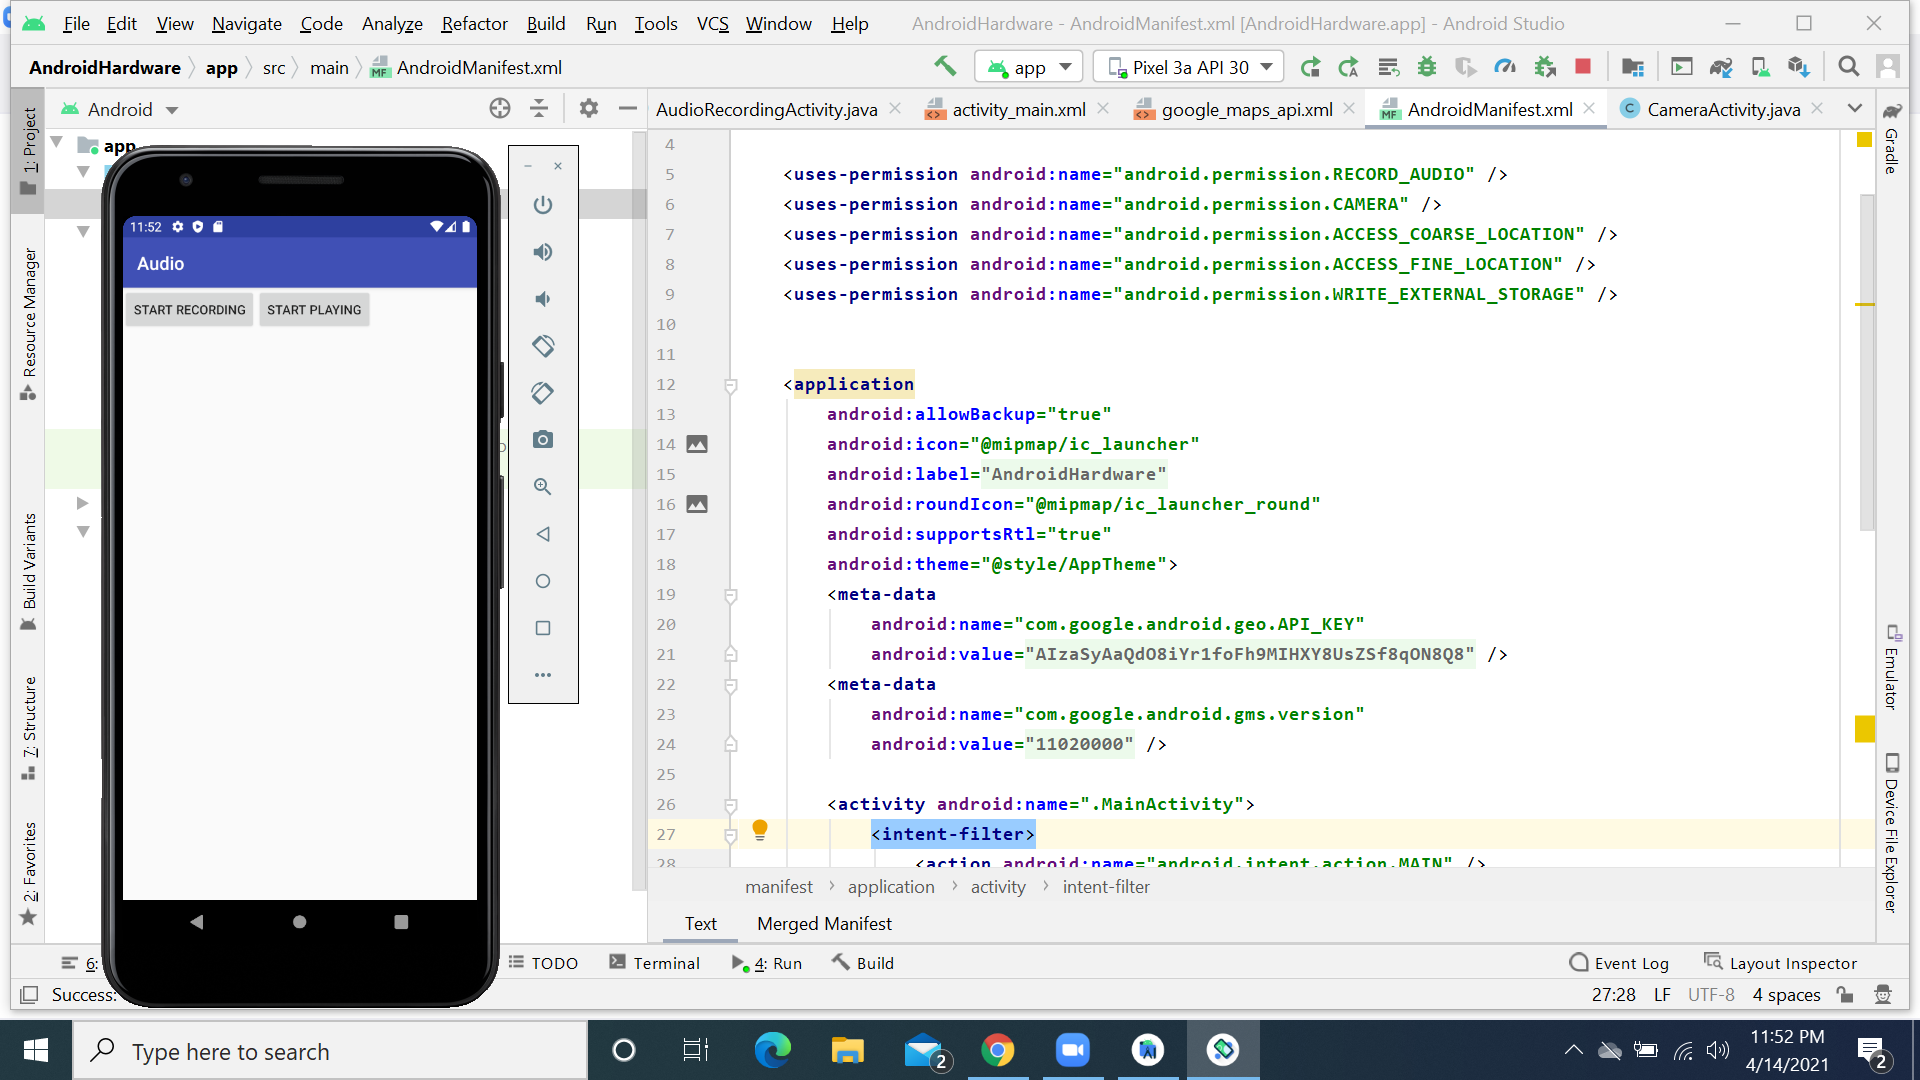 File Edit View Navigate Code Analyze Refactor Build Run Tools VCS Window Help AndroidHardware - AndroidManifest.xml [AndroidHardware.app] - Android Studio
AndroidHardware app src main MF AndroidManifest.xml app Pixel 3a API 30
Android
AudioRecordingActivity.java activity_main.xml google_maps_api.xml MF AndroidManifest.xml C CameraActivity.java
1: Project
Resource Manager
Build Variants
7: Structure
2: Favorites
app
11:52
Audio
START RECORDING START PLAYING
4
5 <uses-permission android:name="android.permission.RECORD_AUDIO" />
6 <uses-permission android:name="android.permission.CAMERA" />
7 <uses-permission android:name="android.permission.ACCESS_COARSE_LOCATION" />
8 <uses-permission android:name="android.permission.ACCESS_FINE_LOCATION" />
9 <uses-permission android:name="android.permission.WRITE_EXTERNAL_STORAGE" />
10
11
12 <application
13 android:allowBackup="true"
14 android:icon="@mipmap/ic_launcher"
15 android:label="AndroidHardware"
16 android:roundIcon="@mipmap/ic_launcher_round"
17 android:supportsRtl="true"
18 android:theme="@style/AppTheme">
19 <meta-data
20 android:name="com.google.android.geo.API_KEY"
21 android:value="AIzaSyAaQdO8iYr1foFh9MIHXY8UsZSf8qON8Q8" />
22 <meta-data
23 android:name="com.google.android.gms.version"
24 android:value="11020000" />
25
26 <activity android:name=".MainActivity">
27 <intent-filter>
28 <action android:name="android.intent.action.MAIN" />
manifest application activity intent-filter
Text Merged Manifest
Gradle
Emulator
Device File Explorer
6: TODO Terminal 4: Run Build Event Log Layout Inspector
Success: 27:28 LF UTF-8 4 spaces
Type here to search
2
11:52 PM
4/14/2021
2